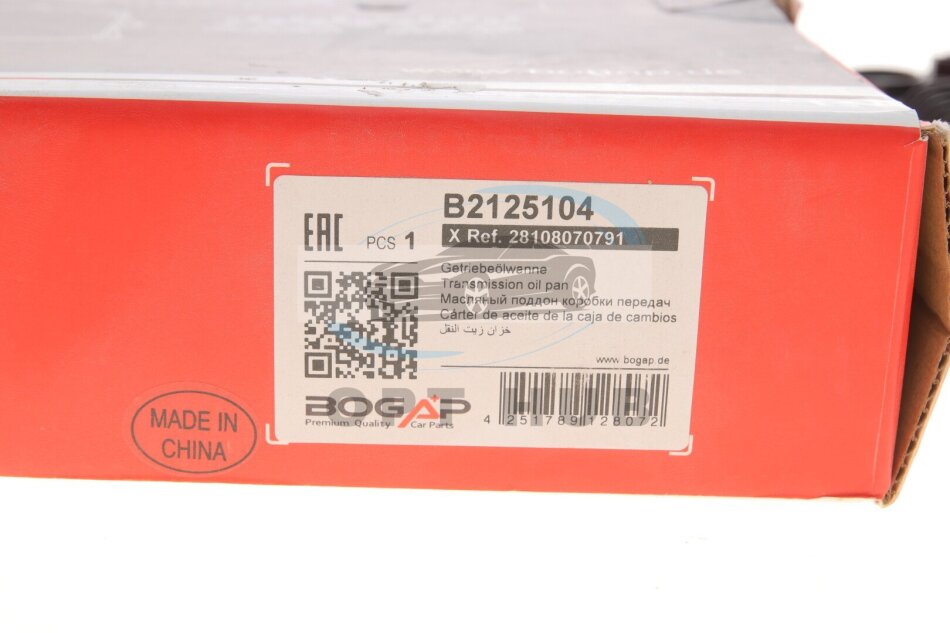 B2125104
X Ref. 28108070791
EAC PCS 1
Getriebeölwanne
Transmission oil pan
Масляный поддон коробки передач
Cárter de aceite de la caja de cambios
خزان زيت النقل
www.bogap.de
BOGAP
Premium Quality Car Parts
4 251789 128072
MADE IN
CHINA